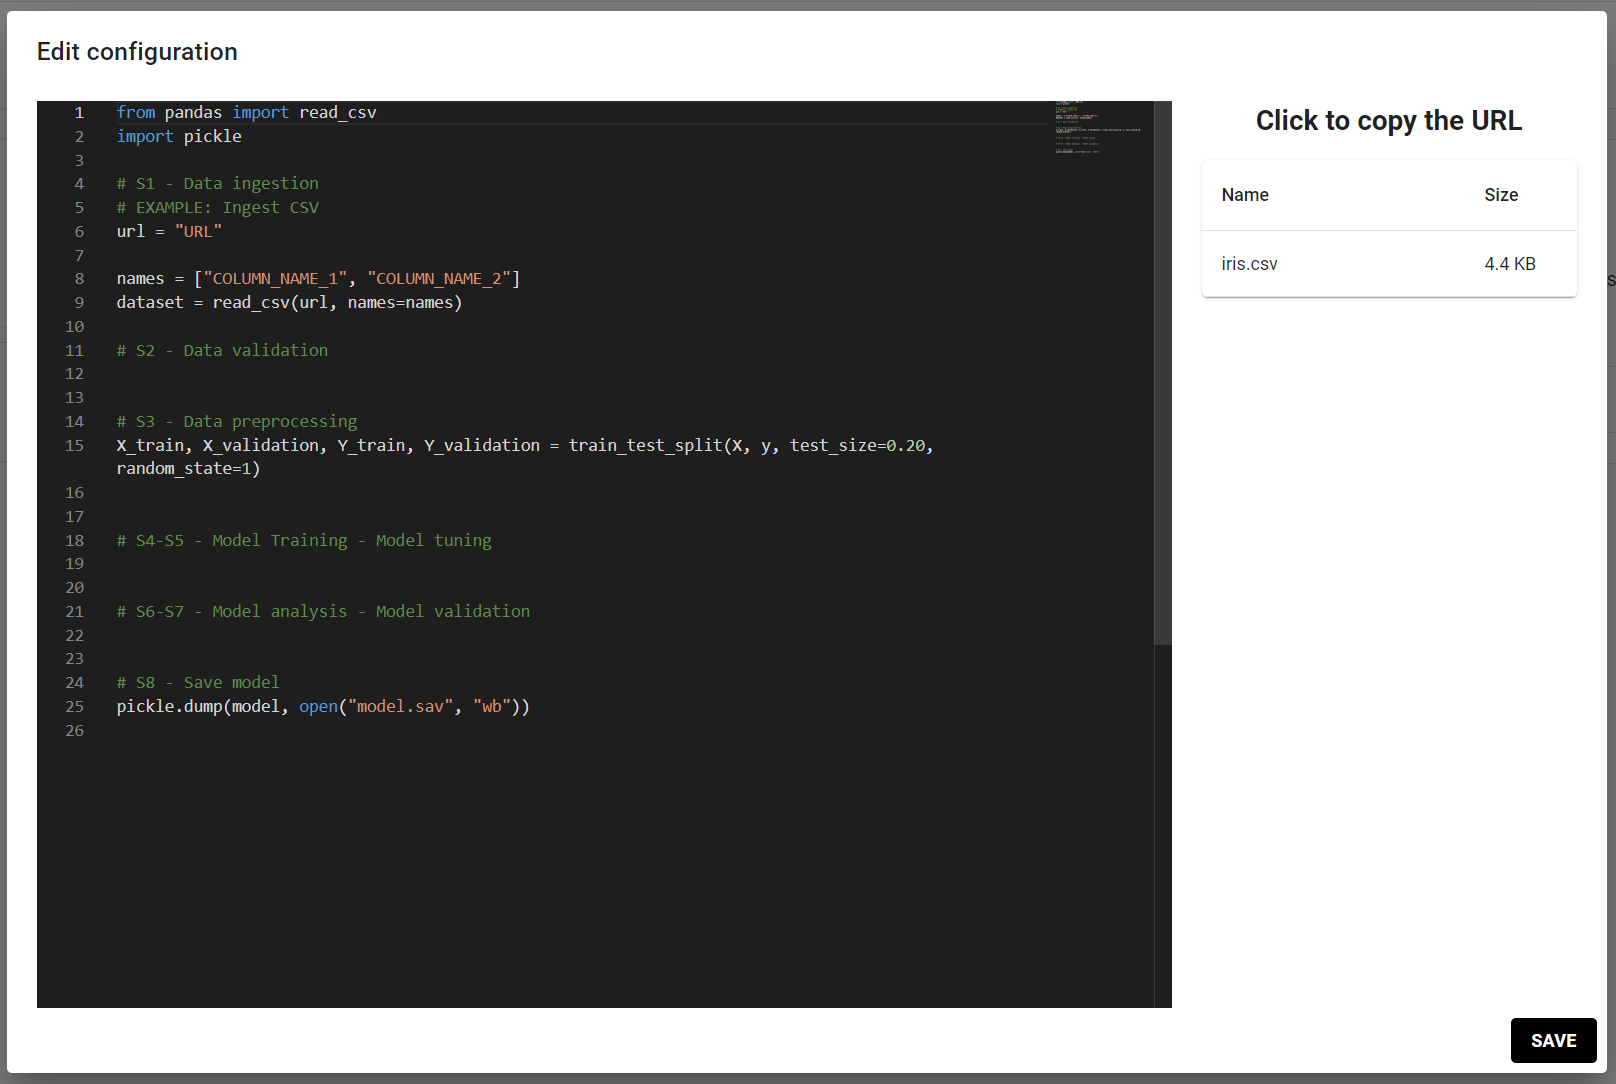 Edit configuration
1 from pandas import read_csv
2 import pickle
3
4 # S1 - Data ingestion
5 # EXAMPLE: Ingest CSV
6 url = "URL"
7
8 names = ["COLUMN_NAME_1", "COLUMN_NAME_2"]
9 dataset = read_csv(url, names=names)
10
11 # S2 - Data validation
12
13
14 # S3 - Data preprocessing
15 X_train, X_validation, Y_train, Y_validation = train_test_split(X, y, test_size=0.20,
random_state=1)
16
17
18 # S4-S5 - Model Training - Model tuning
19
20
21 # S6-S7 - Model analysis - Model validation
22
23
24 # S8 - Save model
25 pickle.dump(model, open("model.sav", "wb"))
26
Click to copy the URL
Name Size
iris.csv 4.4 KB
s
SAVE